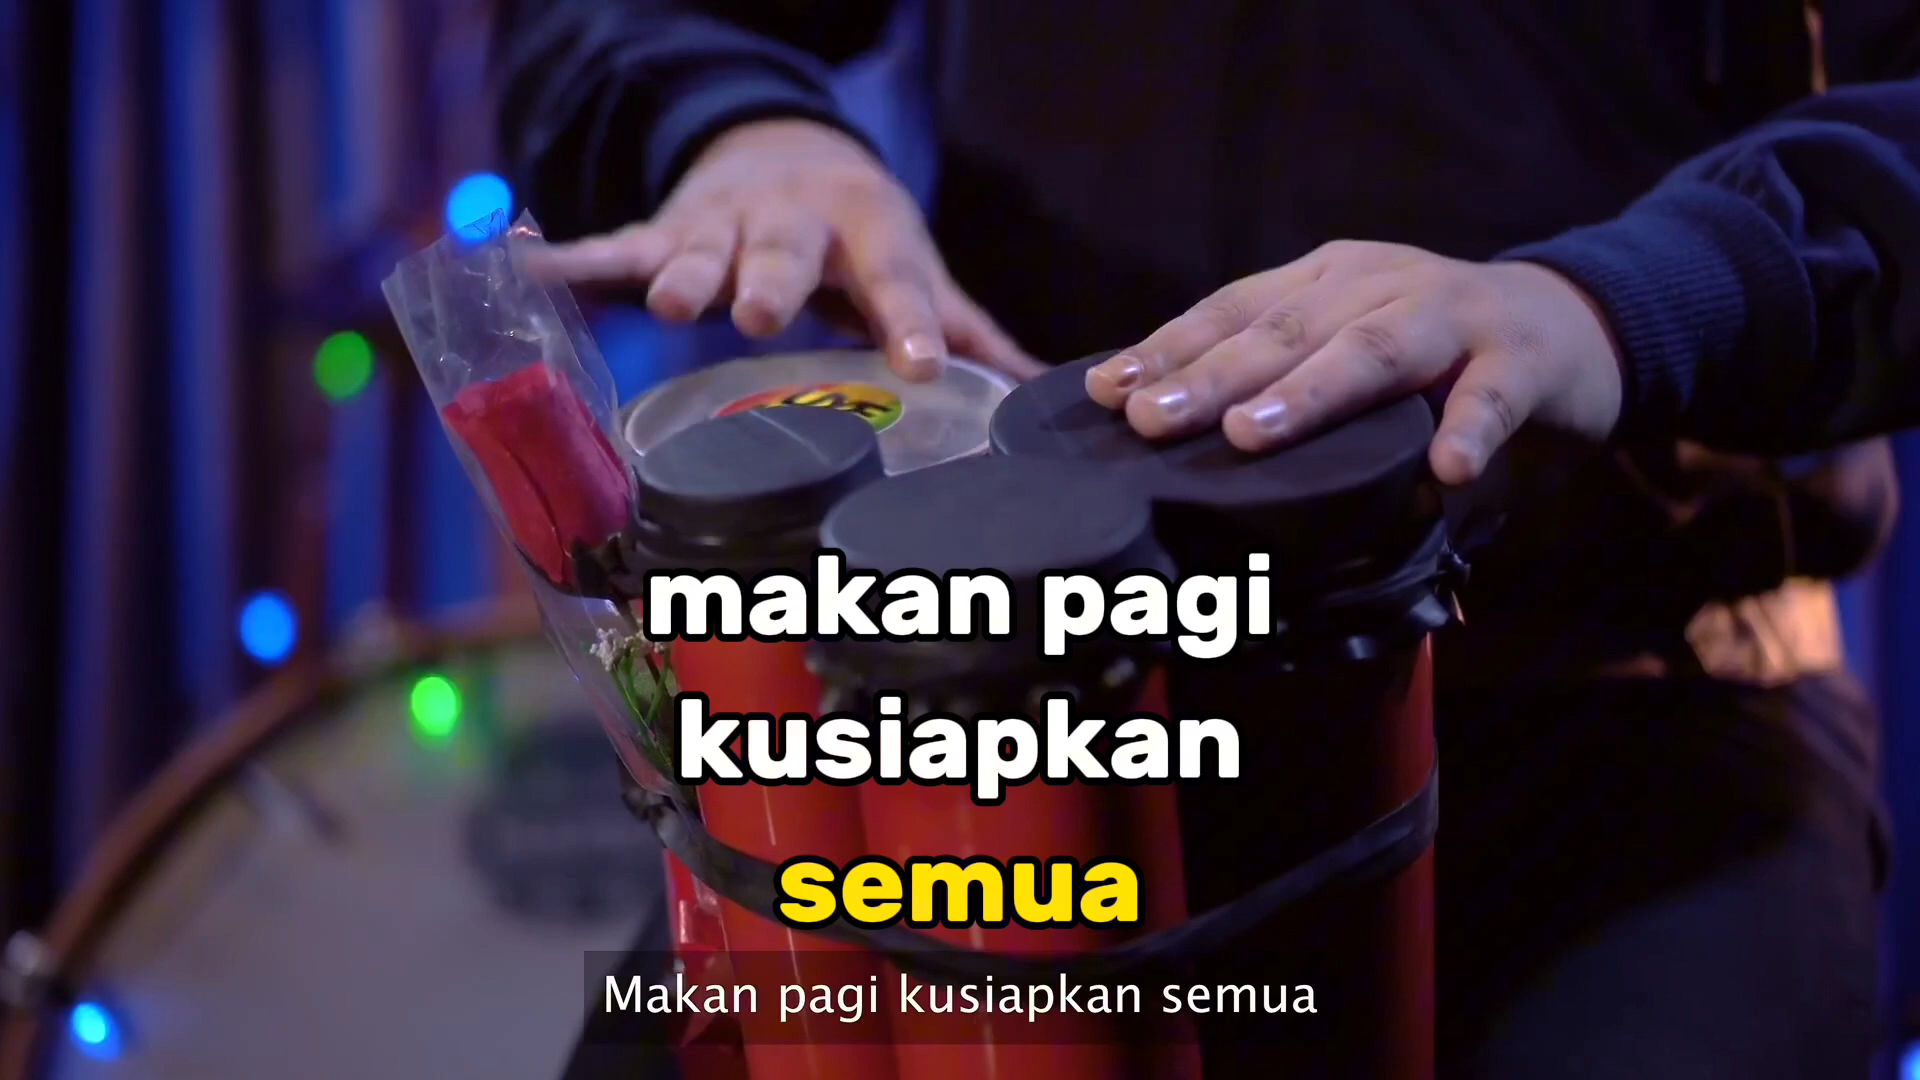 makan pagi
kusiapkan
semua
Makan pagi kusiapkan semua